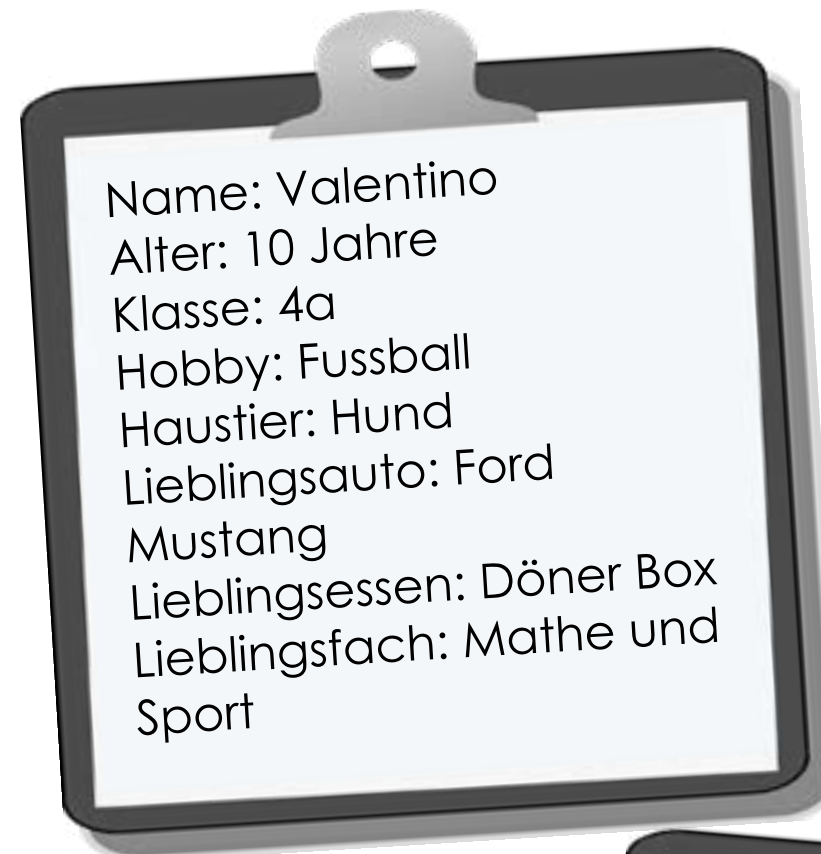 Name: Valentino
Alter: 10 Jahre
Klasse: 4a
Hobby: Fussball
Haustier: Hund
Lieblingsauto: Ford
Mustang
Lieblingsessen: Döner Box
Lieblingsfach: Mathe und
Sport